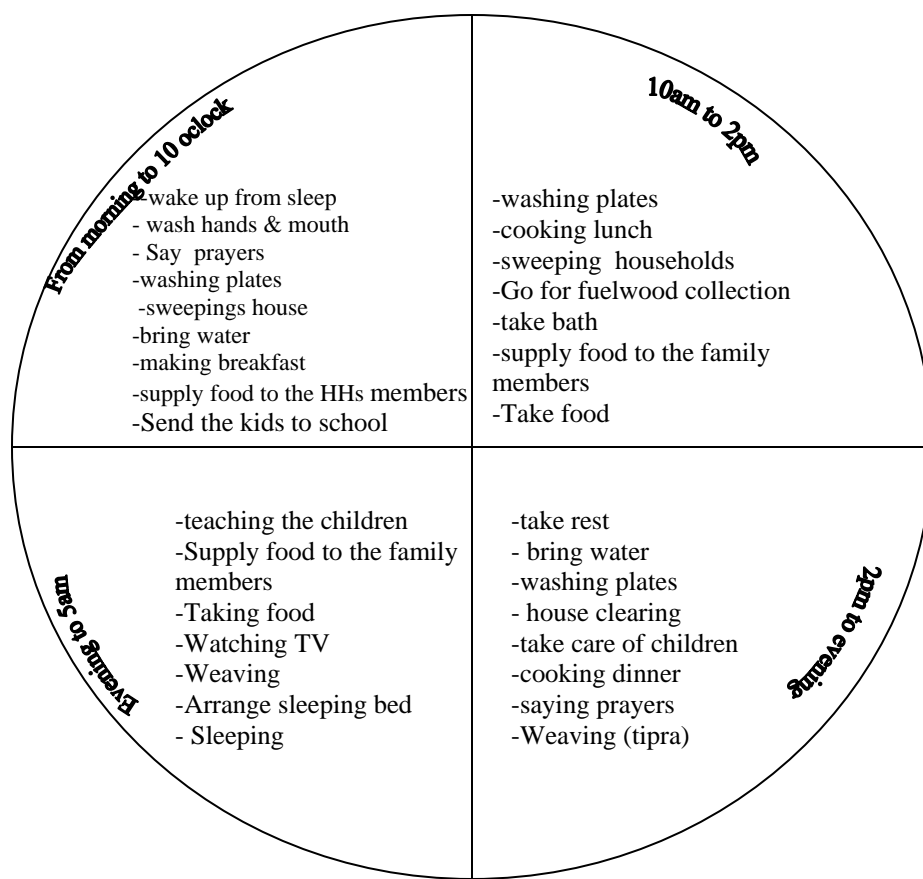 From morning to 10 oclock
-wake up from sleep
- wash hands & mouth
- Say prayers
-washing plates
-sweepings house
-bring water
-making breakfast
-supply food to the HHs members
-Send the kids to school
10am to 2pm
-washing plates
-cooking lunch
-sweeping households
-Go for fuelwood collection
-take bath
-supply food to the family
members
-Take food
Evening to 5am
-teaching the children
-Supply food to the family
members
-Taking food
-Watching TV
-Weaving
-Arrange sleeping bed
- Sleeping
2pm to evening
-take rest
- bring water
-washing plates
- house clearing
-take care of children
-cooking dinner
-saying prayers
-Weaving (tipra)